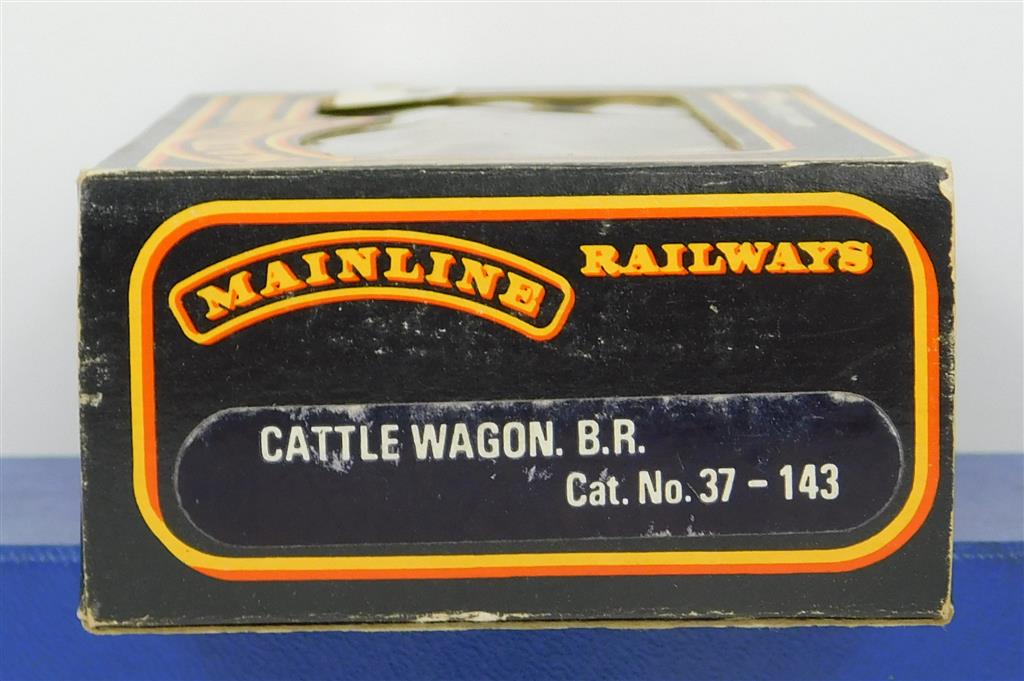 MAINLINE RAILWAYS
CATTLE WAGON. B.R.
Cat. No. 37 - 143